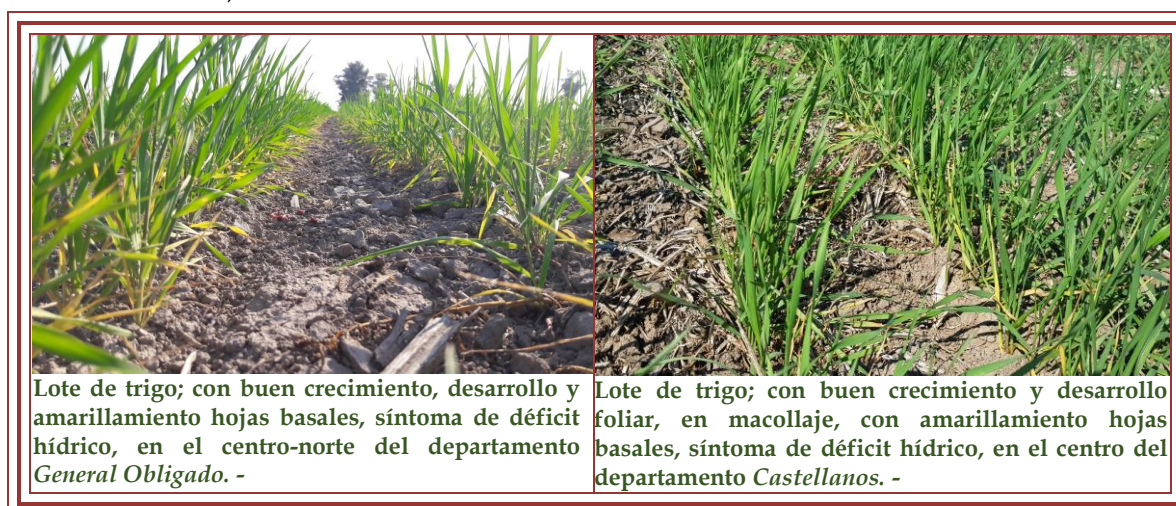 Lote de trigo; con buen crecimiento, desarrollo y
amarillamiento hojas basales, síntoma de déficit
hídrico, en el centro-norte del departamento
General Obligado. -
Lote de trigo; con buen crecimiento y desarrollo
foliar, en macollaje, con amarillamiento hojas
basales, síntoma de déficit hídrico, en el centro del
departamento Castellanos. -